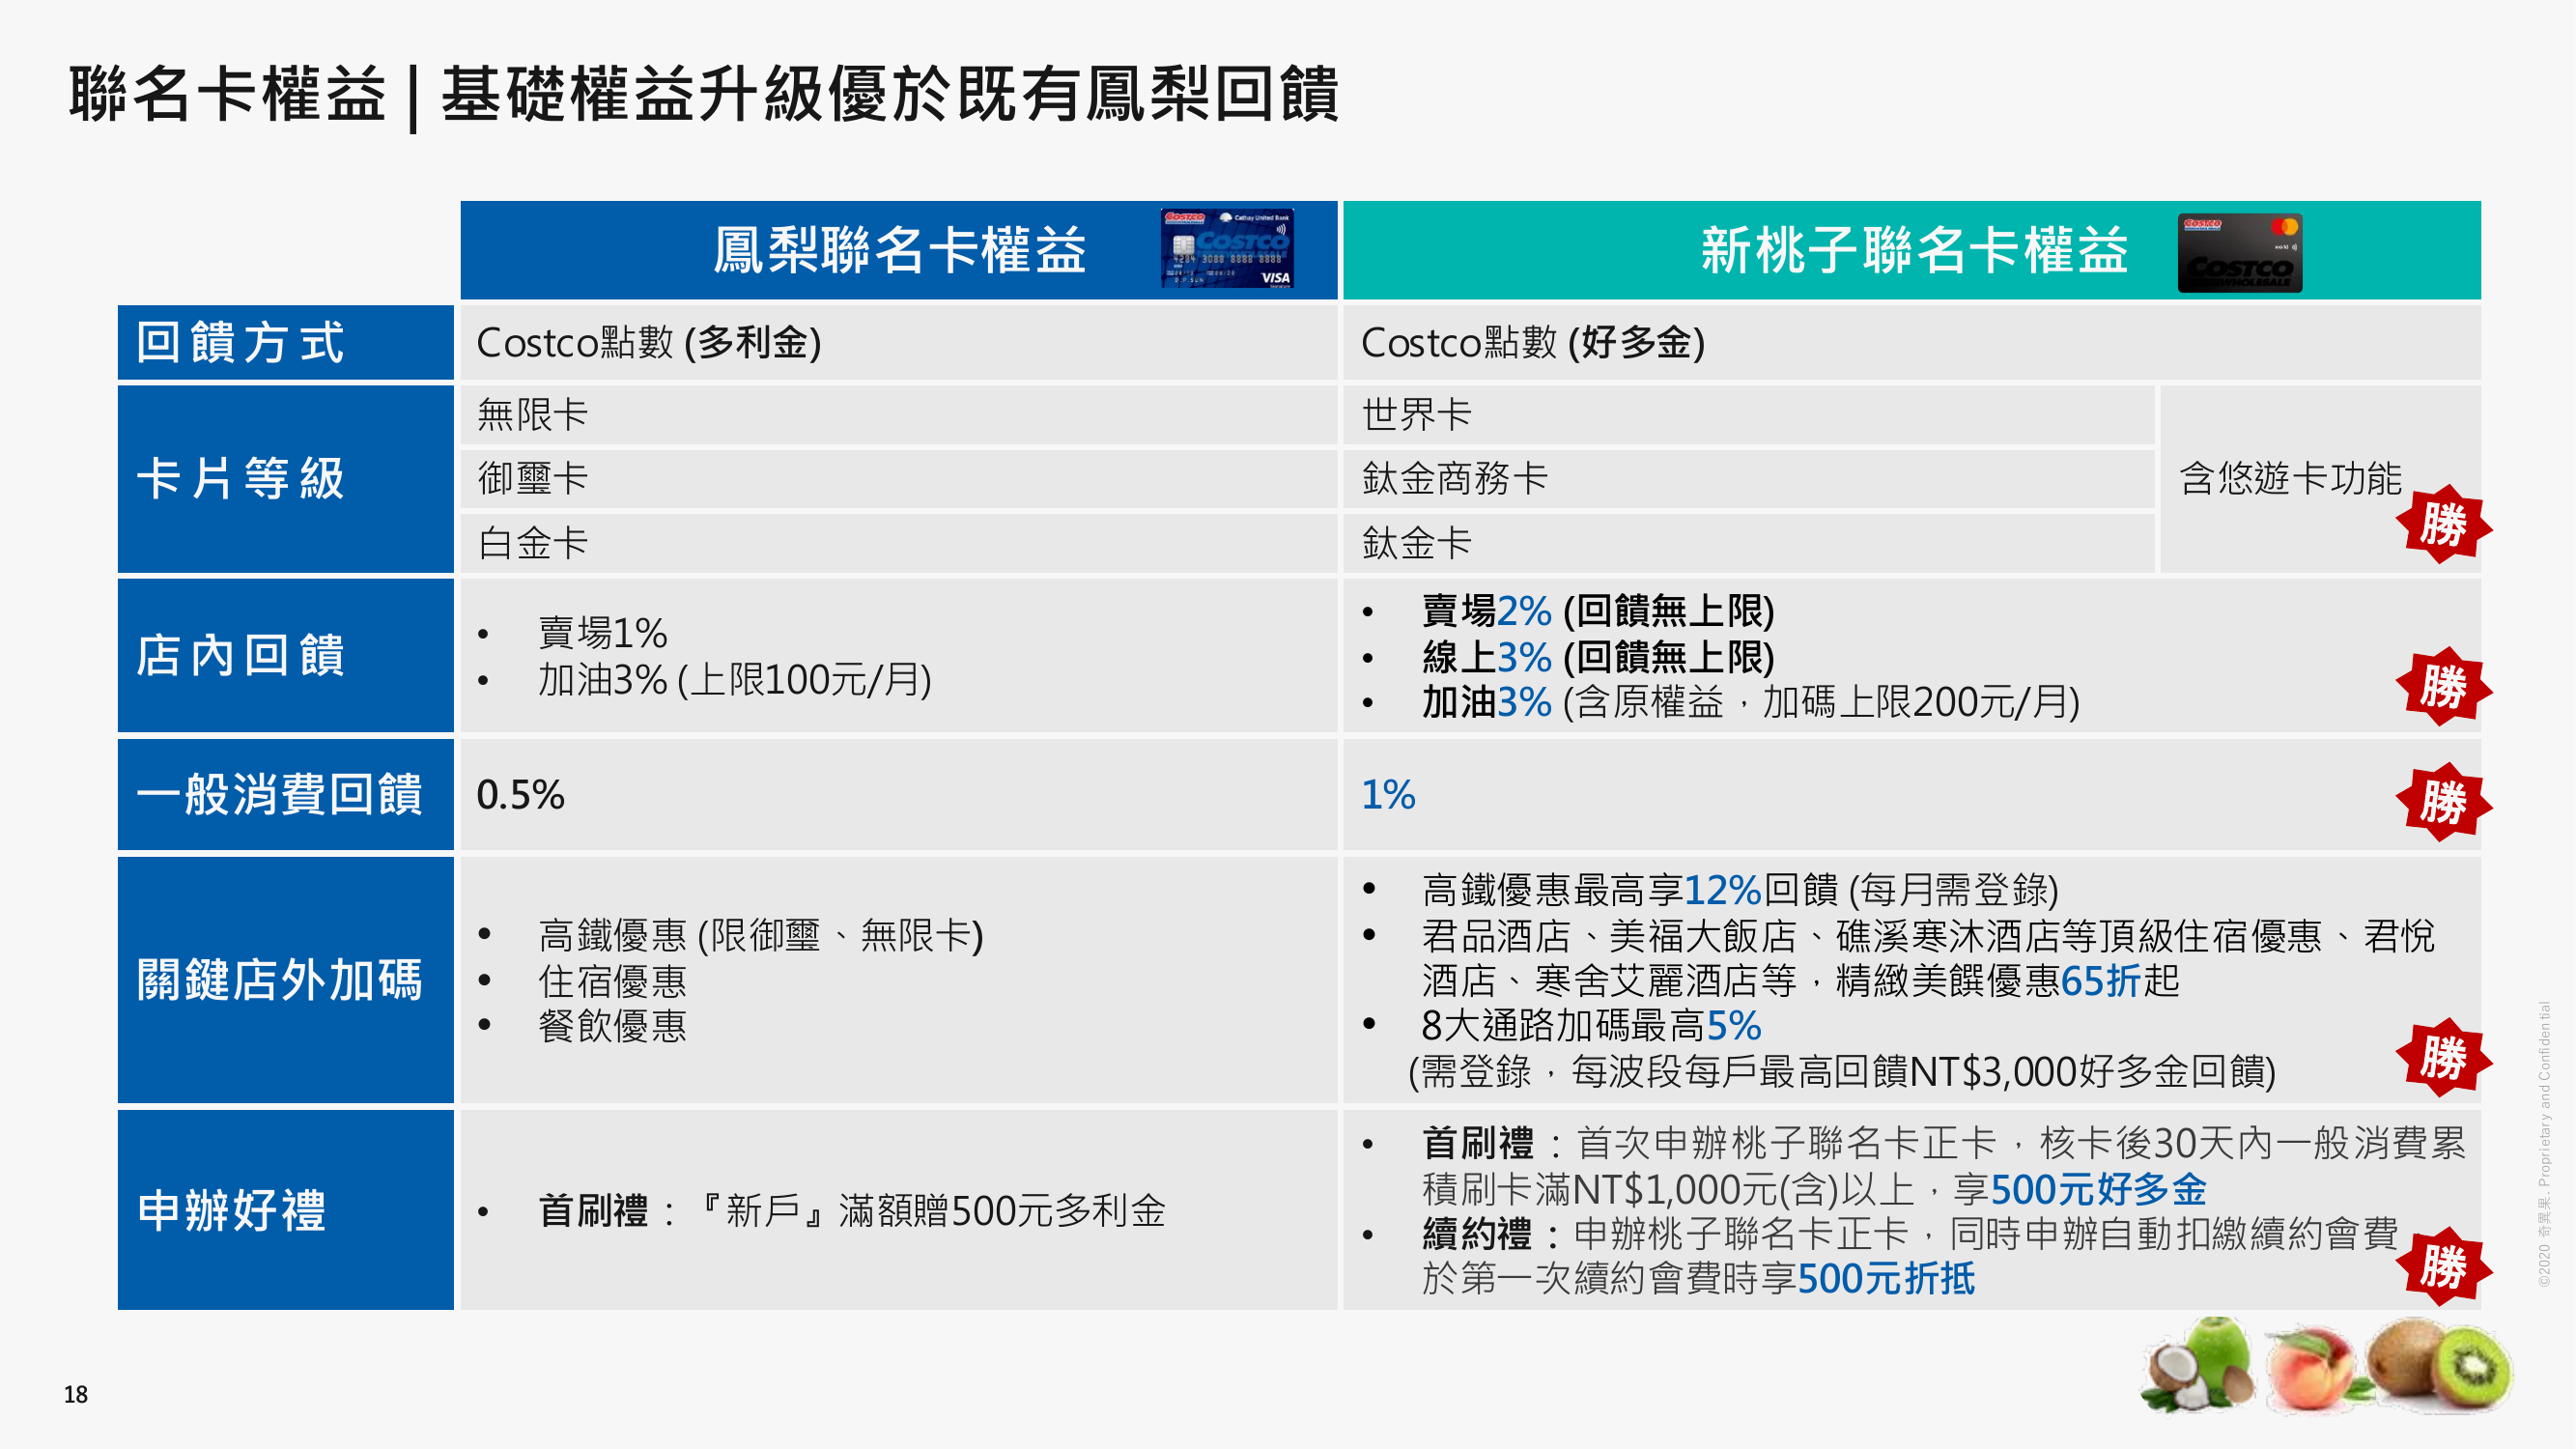 聯名卡權益 | 基礎權益升級優於既有鳳梨回饋
鳳梨聯名卡權益
COSTCO
Cathay United Bank
COSTCO
VISA
新桃子聯名卡權益
COSTCO
world
COSTCO
WHOLESALE
回饋方式
Costco點數 (多利金)
Costco點數 (好多金)
卡片等級
無限卡
世界卡
御璽卡
鈦金商務卡
白金卡
鈦金卡
含悠遊卡功能
勝
店內回饋
• 賣場1%
• 加油3% (上限100元/月)
• 賣場2% (回饋無上限)
• 線上3% (回饋無上限)
• 加油3% (含原權益，加碼上限200元/月)
勝
一般消費回饋
0.5%
1%
勝
關鍵店外加碼
• 高鐵優惠 (限御璽、無限卡)
• 住宿優惠
• 餐飲優惠
• 高鐵優惠最高享12%回饋 (每月需登錄)
• 君品酒店、美福大飯店、礁溪寒沐酒店等頂級住宿優惠、君悅
酒店、寒舍艾麗酒店等，精緻美饌優惠65折起
• 8大通路加碼最高5%
(需登錄，每波段每戶最高回饋NT$3,000好多金回饋)
勝
申辦好禮
• 首刷禮：『新戶』滿額贈500元多利金
• 首刷禮：首次申辦桃子聯名卡正卡，核卡後30天內一般消費累
積刷卡滿NT$1,000元(含)以上，享500元好多金
• 續約禮：申辦桃子聯名卡正卡，同時申辦自動扣繳續約會費
於第一次續約會費時享500元折抵
勝
©2020 奇異果. Proprietary and Confidential
18